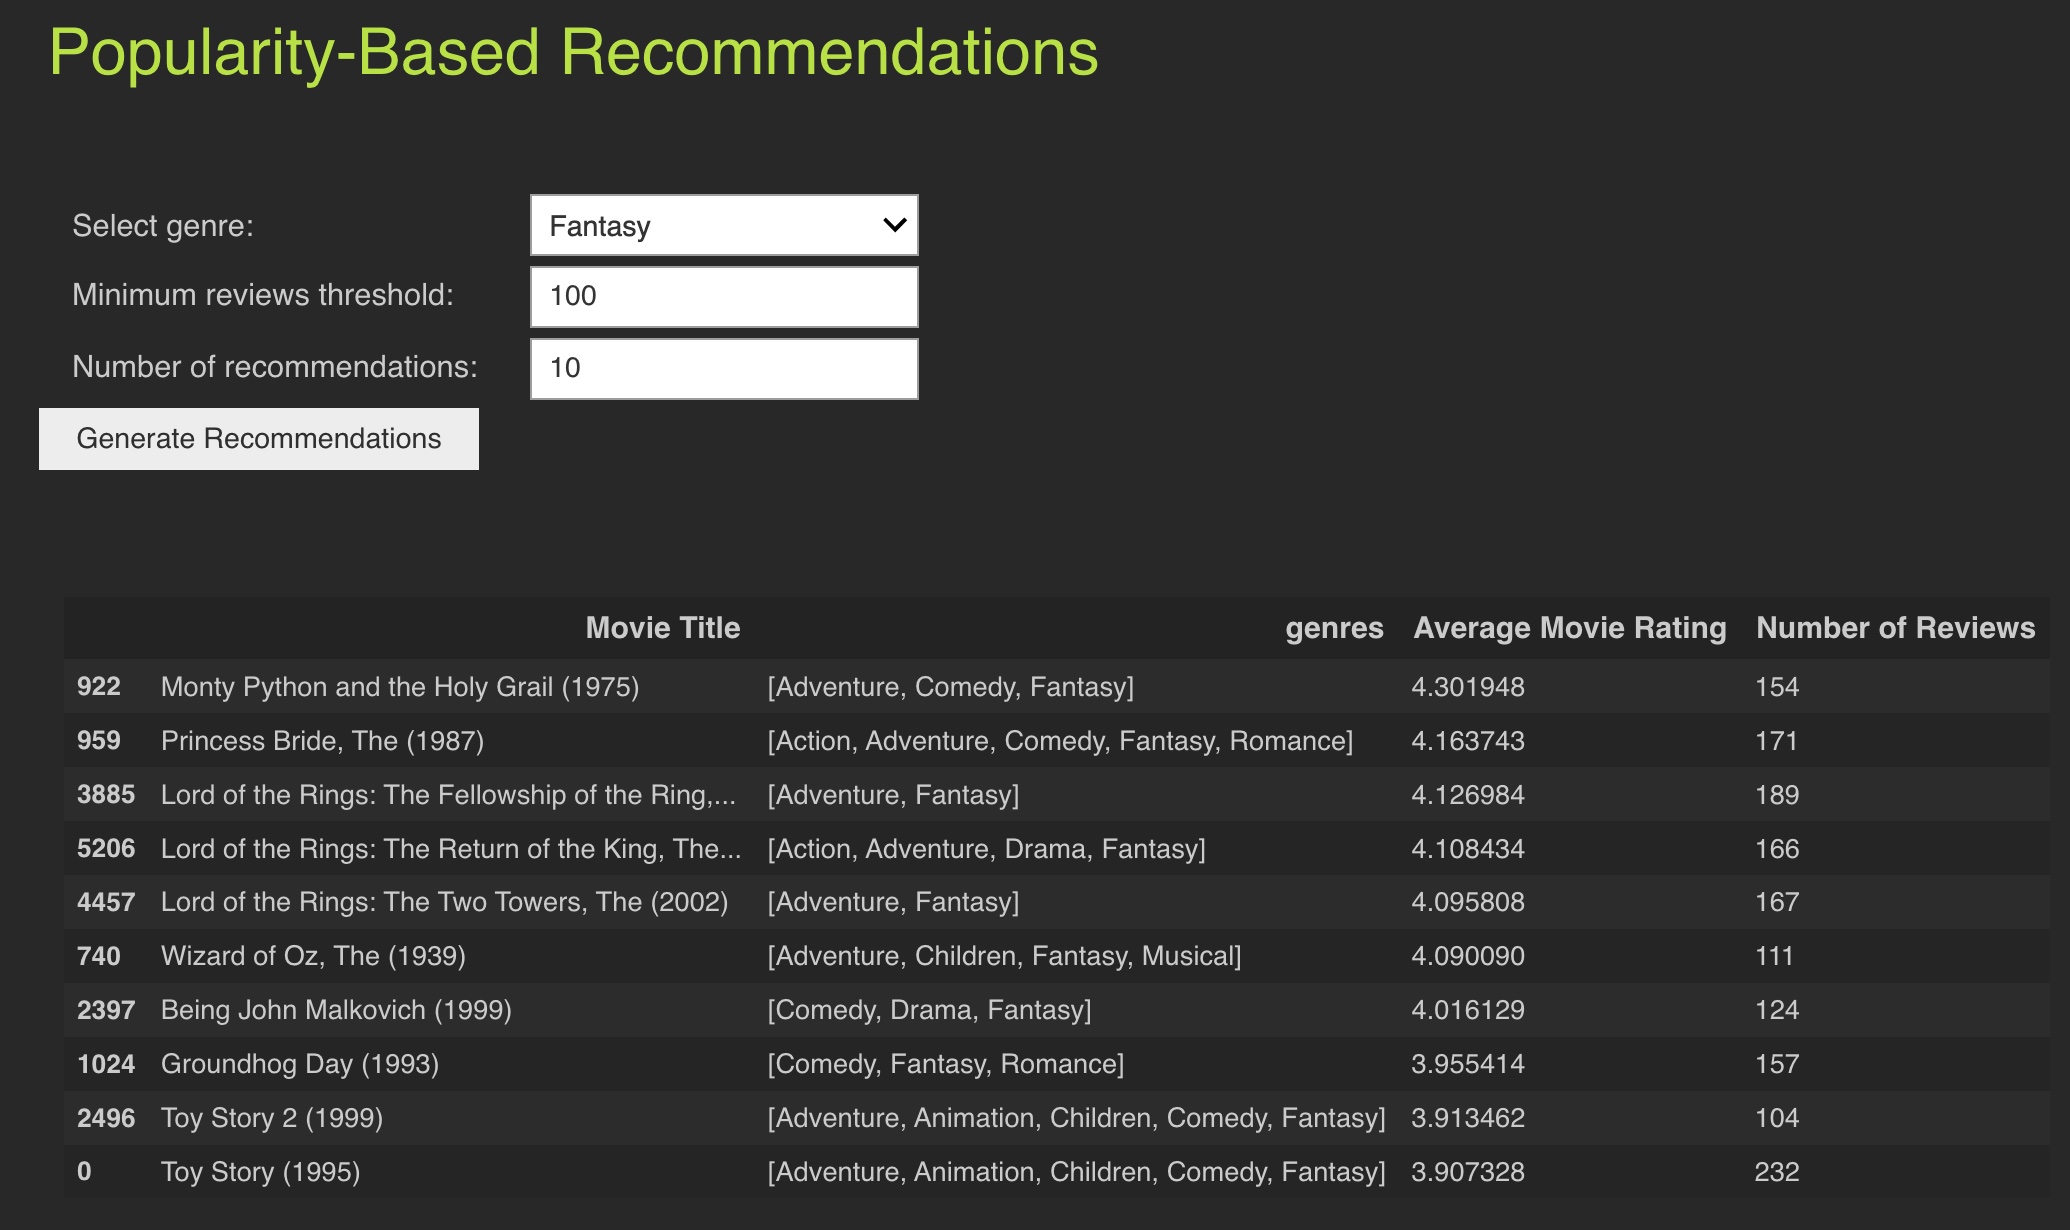 Popularity-Based Recommendations
Select genre: Fantasy
Minimum reviews threshold: 100
Number of recommendations: 10
Generate Recommendations
Movie Title genres Average Movie Rating Number of Reviews
922 Monty Python and the Holy Grail (1975) [Adventure, Comedy, Fantasy] 4.301948 154
959 Princess Bride, The (1987) [Action, Adventure, Comedy, Fantasy, Romance] 4.163743 171
3885 Lord of the Rings: The Fellowship of the Ring,... [Adventure, Fantasy] 4.126984 189
5206 Lord of the Rings: The Return of the King, The... [Action, Adventure, Drama, Fantasy] 4.108434 166
4457 Lord of the Rings: The Two Towers, The (2002) [Adventure, Fantasy] 4.095808 167
740 Wizard of Oz, The (1939) [Adventure, Children, Fantasy, Musical] 4.090090 111
2397 Being John Malkovich (1999) [Comedy, Drama, Fantasy] 4.016129 124
1024 Groundhog Day (1993) [Comedy, Fantasy, Romance] 3.955414 157
2496 Toy Story 2 (1999) [Adventure, Animation, Children, Comedy, Fantasy] 3.913462 104
0 Toy Story (1995) [Adventure, Animation, Children, Comedy, Fantasy] 3.907328 232